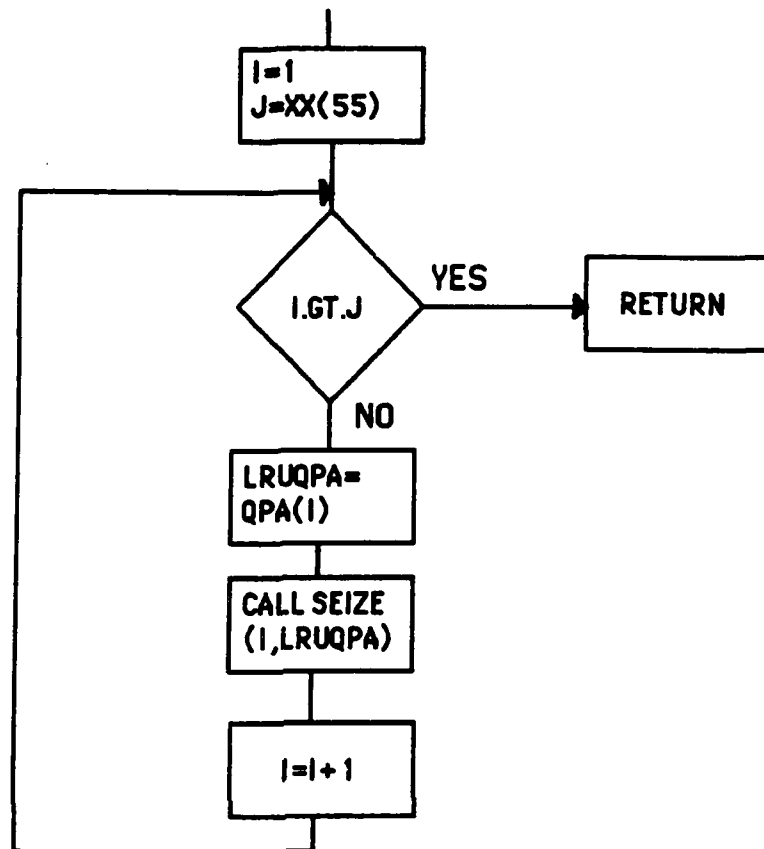 I=1
J=XX(55)
I.GT.J
YES
RETURN
NO
LRUQPA=
QPA(I)
CALL SEIZE
(I,LRUQPA)
I=I+1